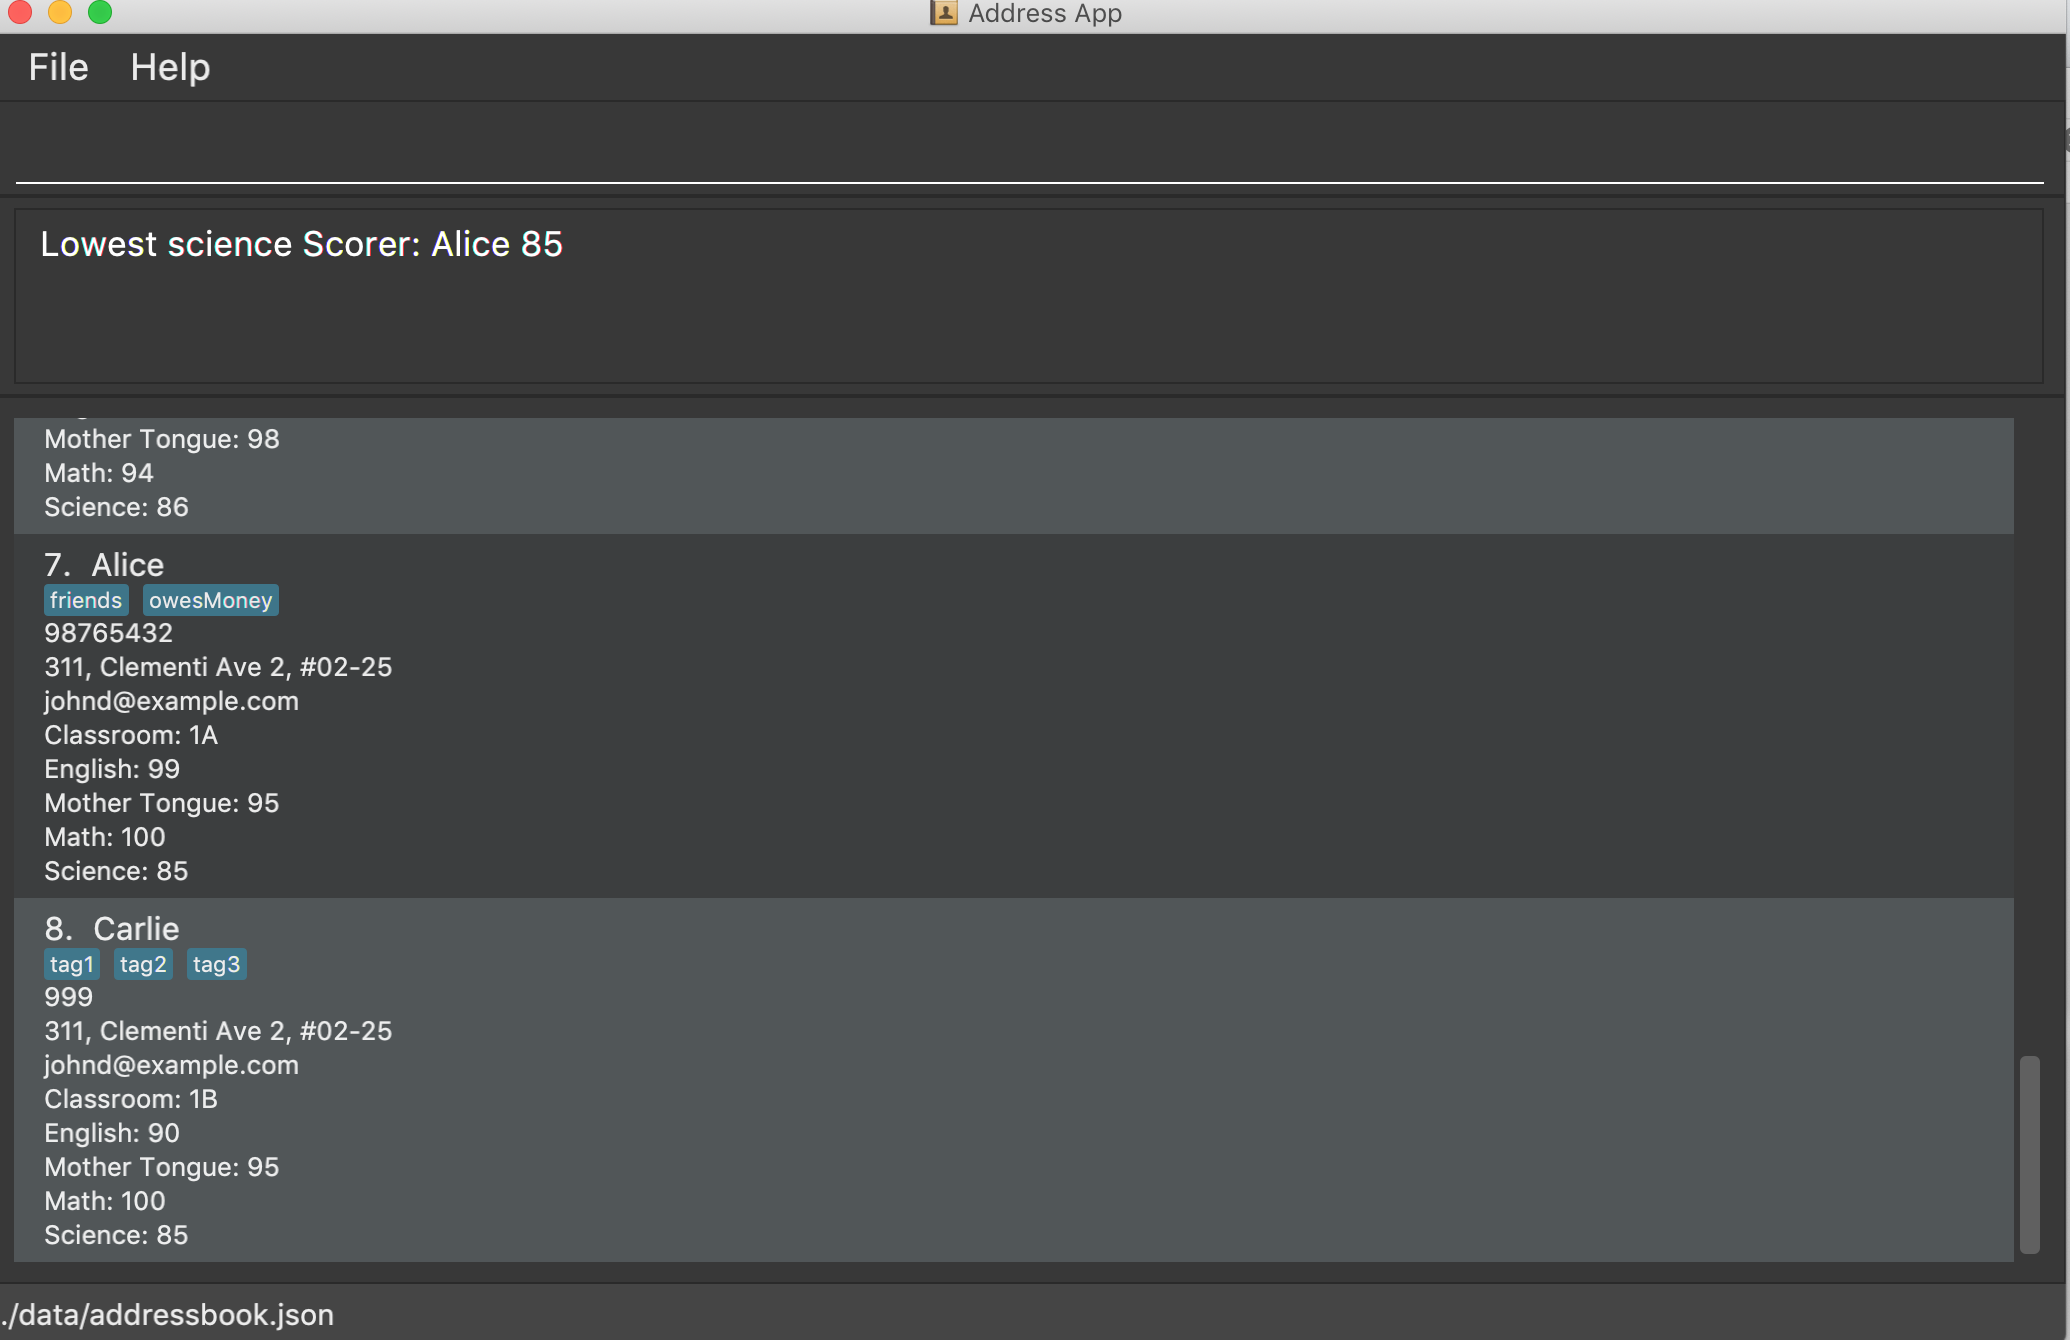 Address App
File Help
Lowest science Scorer: Alice 85
Mother Tongue: 98
Math: 94
Science: 86
7. Alice
friends owesMoney
98765432
311, Clementi Ave 2, #02-25
johnd@example.com
Classroom: 1A
English: 99
Mother Tongue: 95
Math: 100
Science: 85
8. Carlie
tag1 tag2 tag3
999
311, Clementi Ave 2, #02-25
johnd@example.com
Classroom: 1B
English: 90
Mother Tongue: 95
Math: 100
Science: 85
./data/addressbook.json